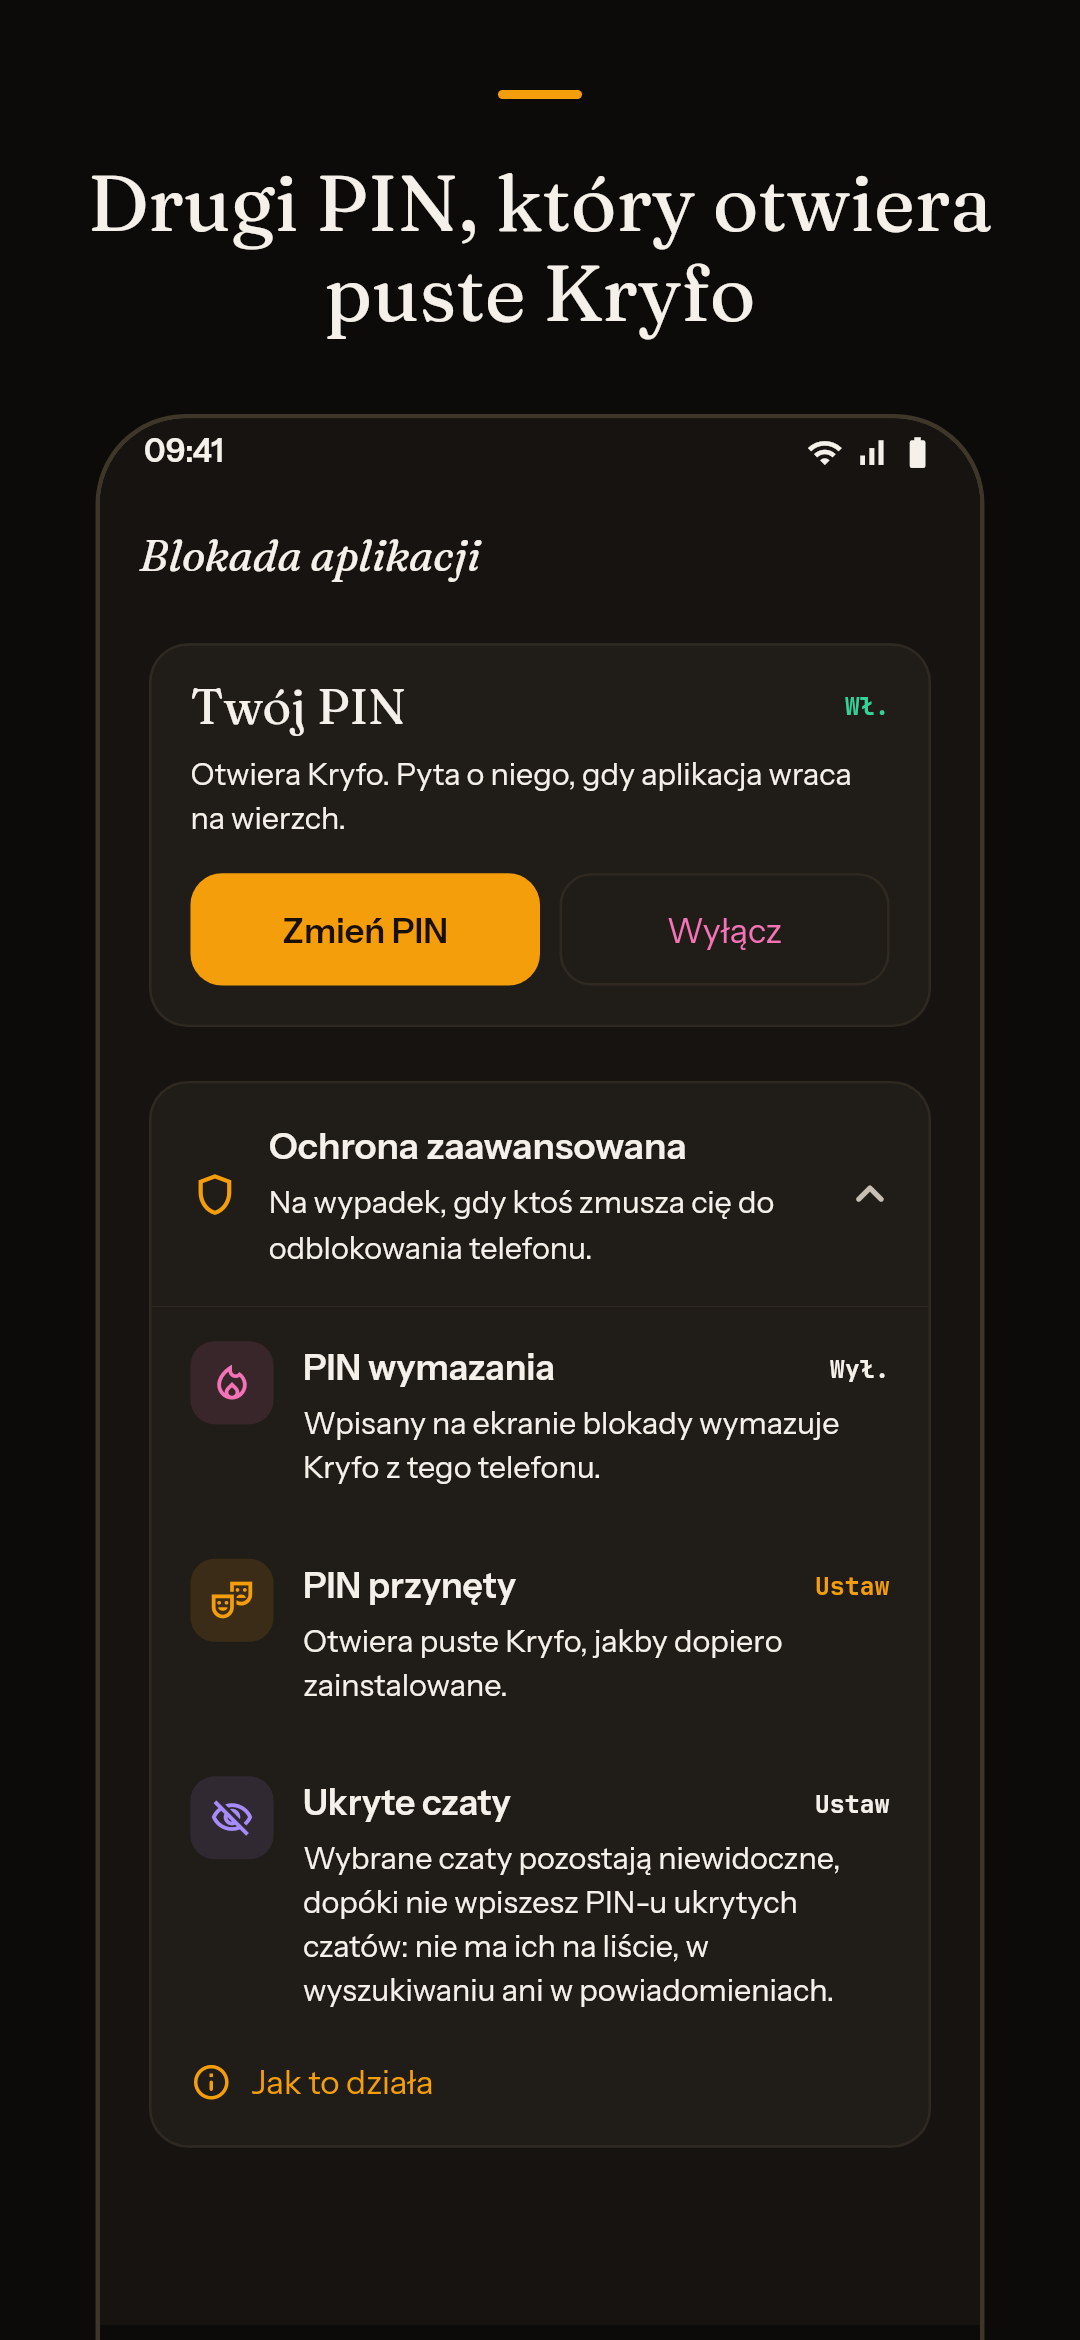 Drugi PIN, który otwiera
puste Kryfo
09:41
Blokada aplikacji
Twój PIN
Wł.
Otwiera Kryfo. Pyta o niego, gdy aplikacja wraca
na wierzch.
Zmień PIN
Wyłącz
Ochrona zaawansowana
Na wypadek, gdy ktoś zmusza cię do
odblokowania telefonu.
PIN wymazania
Wył.
Wpisany na ekranie blokady wymazuje
Kryfo z tego telefonu.
PIN przynęty
Ustaw
Otwiera puste Kryfo, jakby dopiero
zainstalowane.
Ukryte czaty
Ustaw
Wybrane czaty pozostają niewidoczne,
dopóki nie wpiszesz PIN-u ukrytych
czatów: nie ma ich na liście, w
wyszukiwaniu ani w powiadomieniach.
Jak to działa